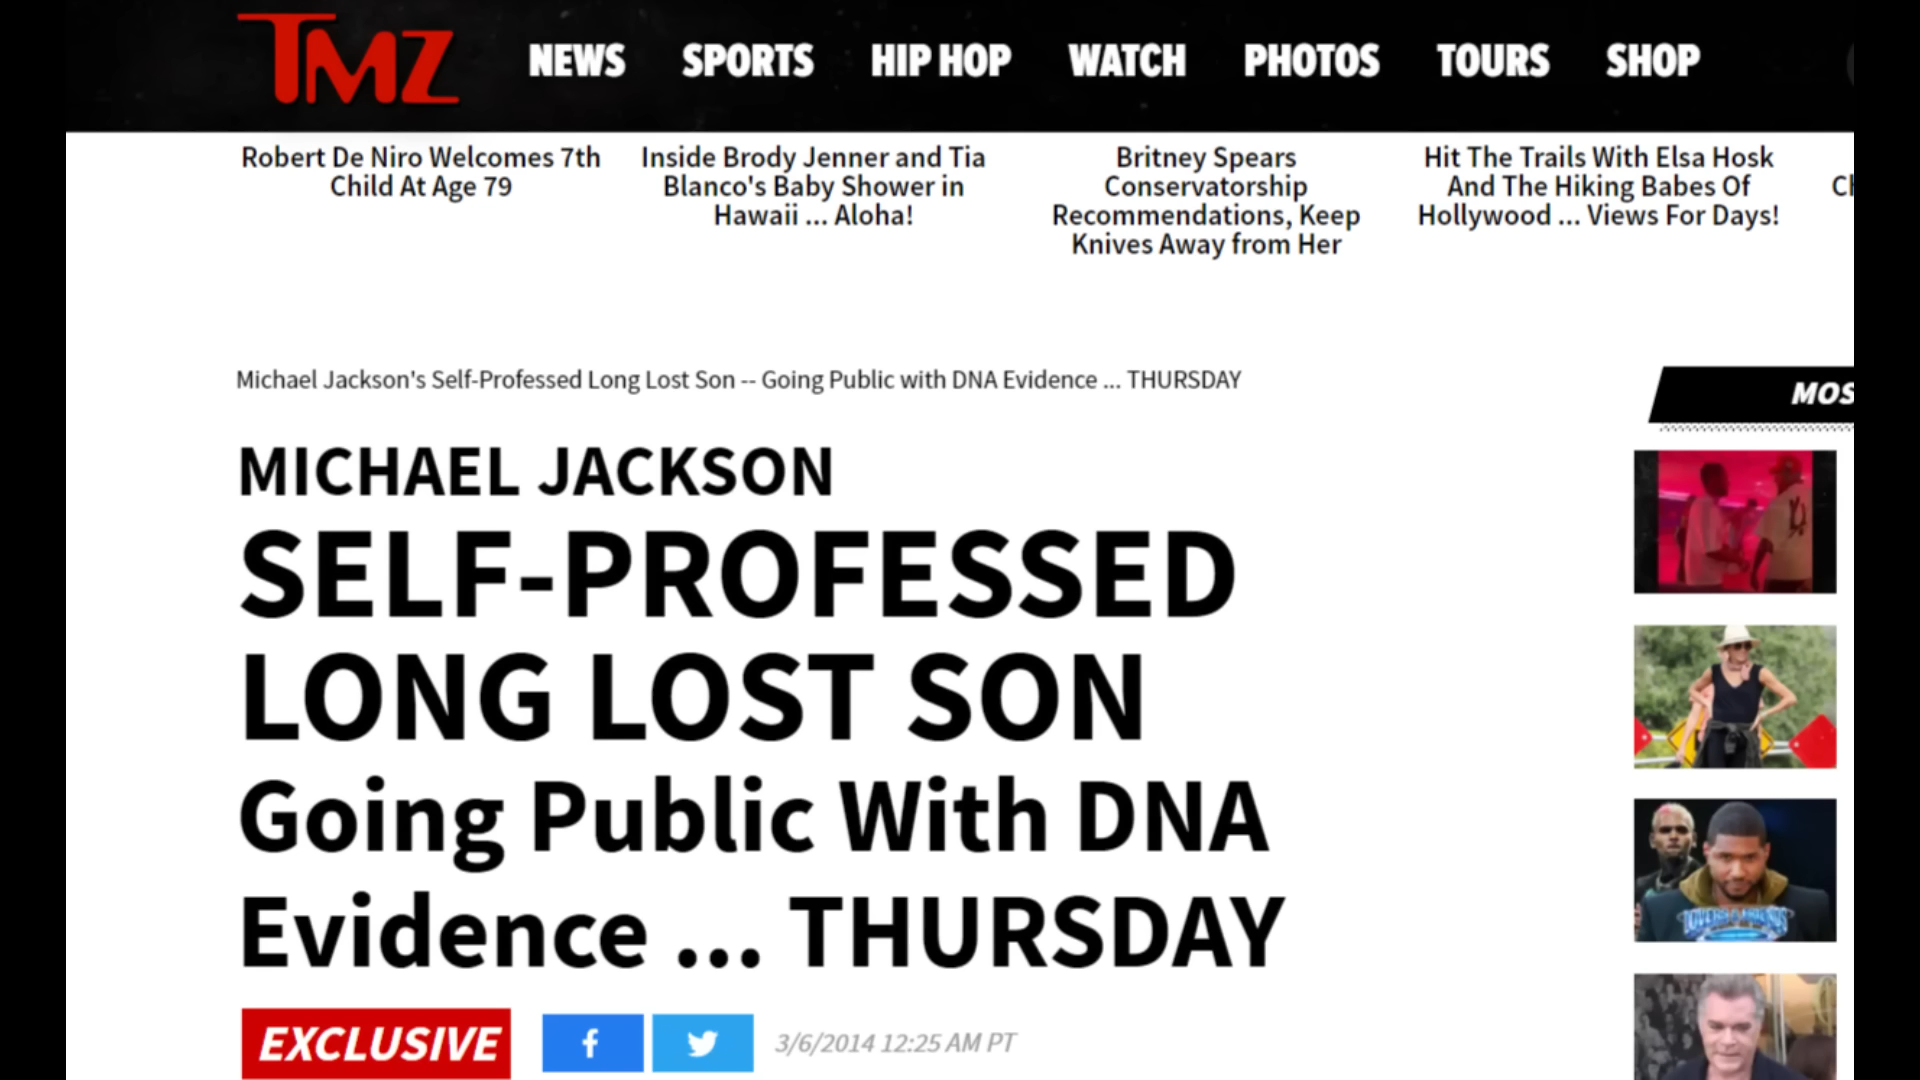 TMZ
NEWS SPORTS HIP HOP WATCH PHOTOS TOURS SHOP
Robert De Niro Welcomes 7th
Child At Age 79
Inside Brody Jenner and Tia
Blanco's Baby Shower in
Hawaii ... Aloha!
Britney Spears
Conservatorship
Recommendations, Keep
Knives Away from Her
Hit The Trails With Elsa Hosk
And The Hiking Babes Of
Hollywood ... Views For Days!
Michael Jackson's Self-Professed Long Lost Son -- Going Public with DNA Evidence ... THURSDAY
MICHAEL JACKSON
SELF-PROFESSED
LONG LOST SON
Going Public With DNA
Evidence ... THURSDAY
EXCLUSIVE
3/6/2014 12:25 AM PT